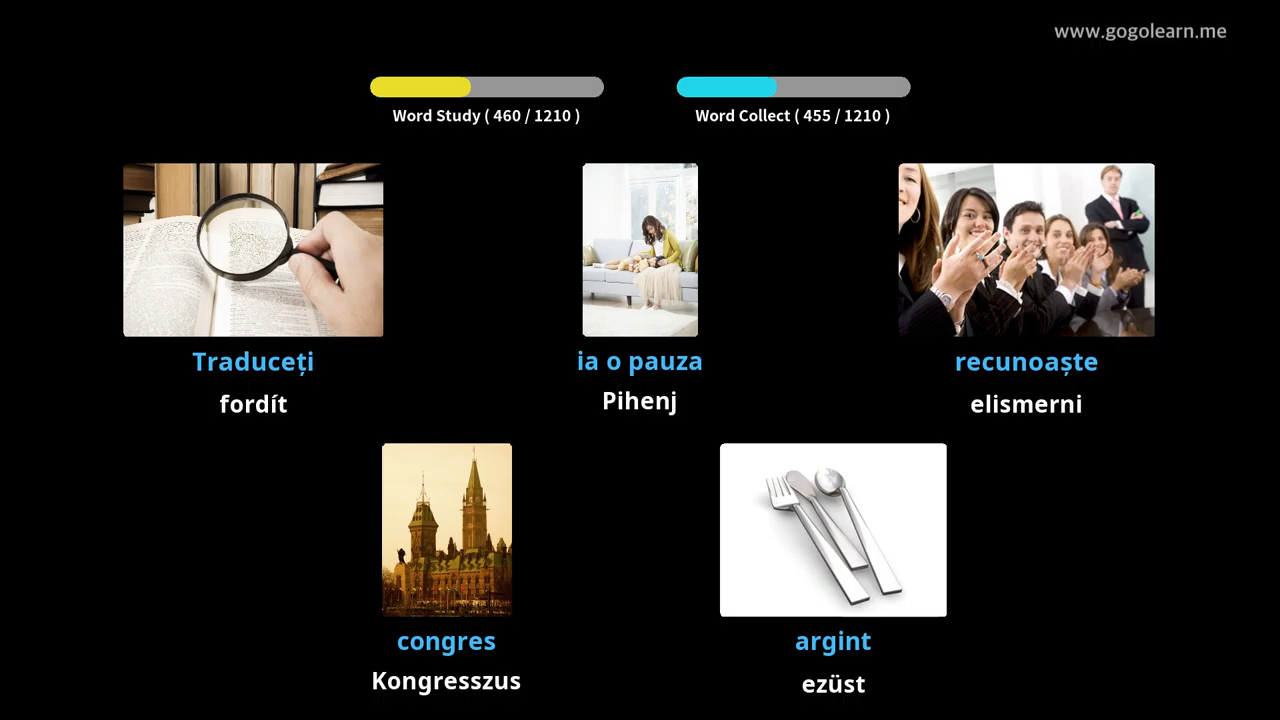 www.gogolearn.me
Word Study ( 460 / 1210 )
Word Collect ( 455 / 1210 )
Traduceți
ia o pauza
recunoaște
fordít
Pihenj
elismerni
congres
argint
Kongresszus
ezüst